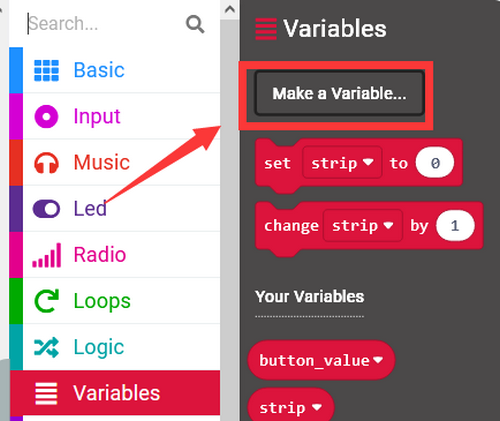 Search...
Basic
Input
Music
Led
Radio
Loops
Logic
Variables
Variables
Make a Variable...
set strip to 0
change strip by 1
Your Variables
button_value
strip